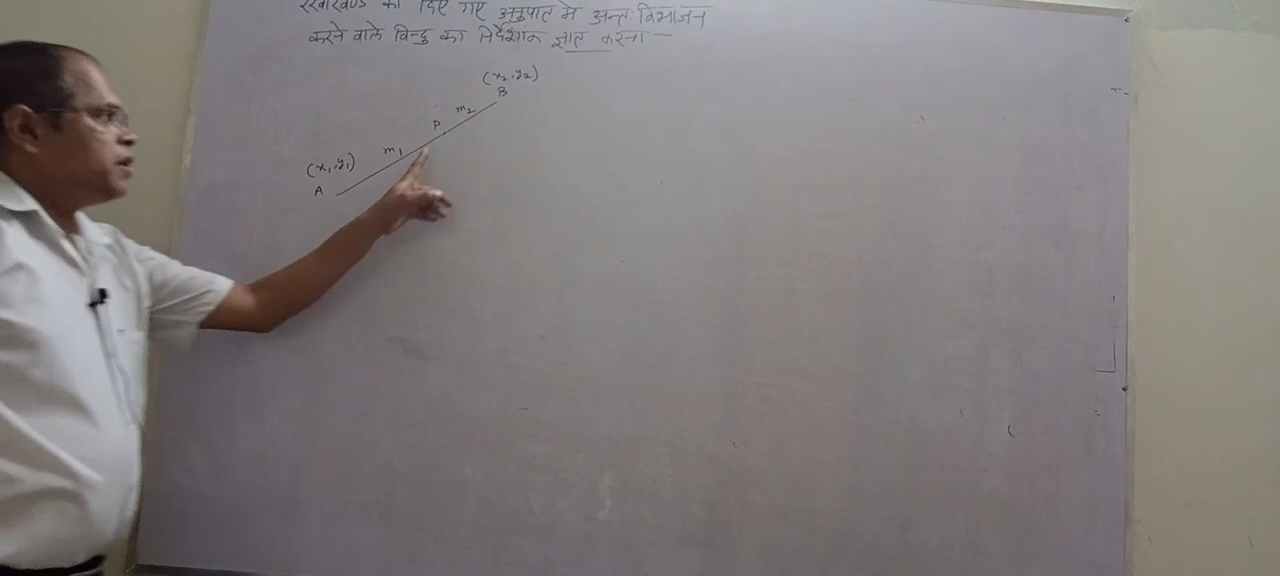 रेखाखण्ड को दिए गए अनुपात मे अन्तः विभाजन
करने वाले विन्दु का निर्देशांक ज्ञात करना —
(x₂, y₂)
B
m₂
P
m₁
(x₁, y₁)
A